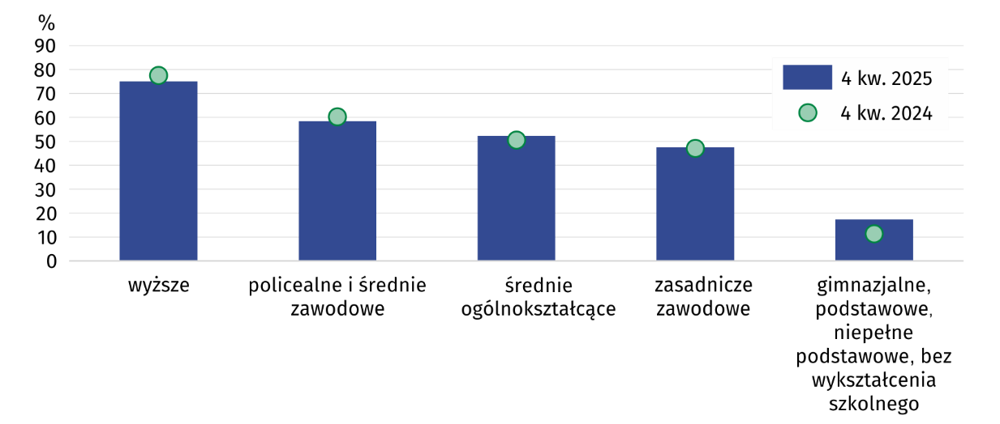 %
90
80
70
60
50
40
30
20
10
0
4 kw. 2025
4 kw. 2024
wyższe
policealne i średnie
zawodowe
średnie
ogólnokształcące
zasadnicze
zawodowe
gimnazjalne,
podstawowe,
niepełne
podstawowe, bez
wykształcenia
szkolnego